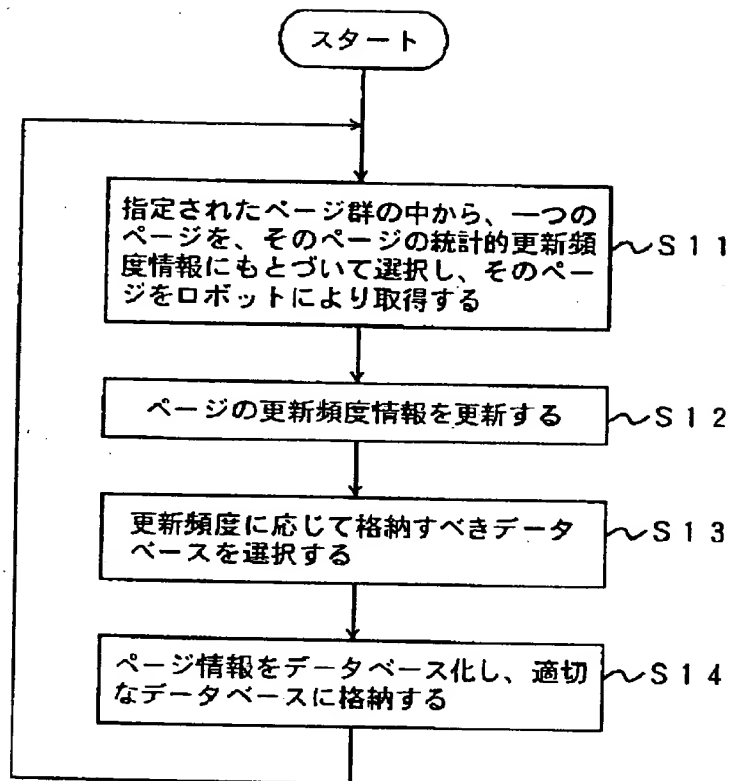 スタート
指定されたページ群の中から、一つの
ページを、そのページの統計的更新頻
度情報にもとづいて選択し、そのペー
ジをロボットにより取得する
S11
ページの更新頻度情報を更新する
S12
更新頻度に応じて格納すべきデータ
ベースを選択する
S13
ページ情報をデータベース化し、適切
なデータベースに格納する
S14